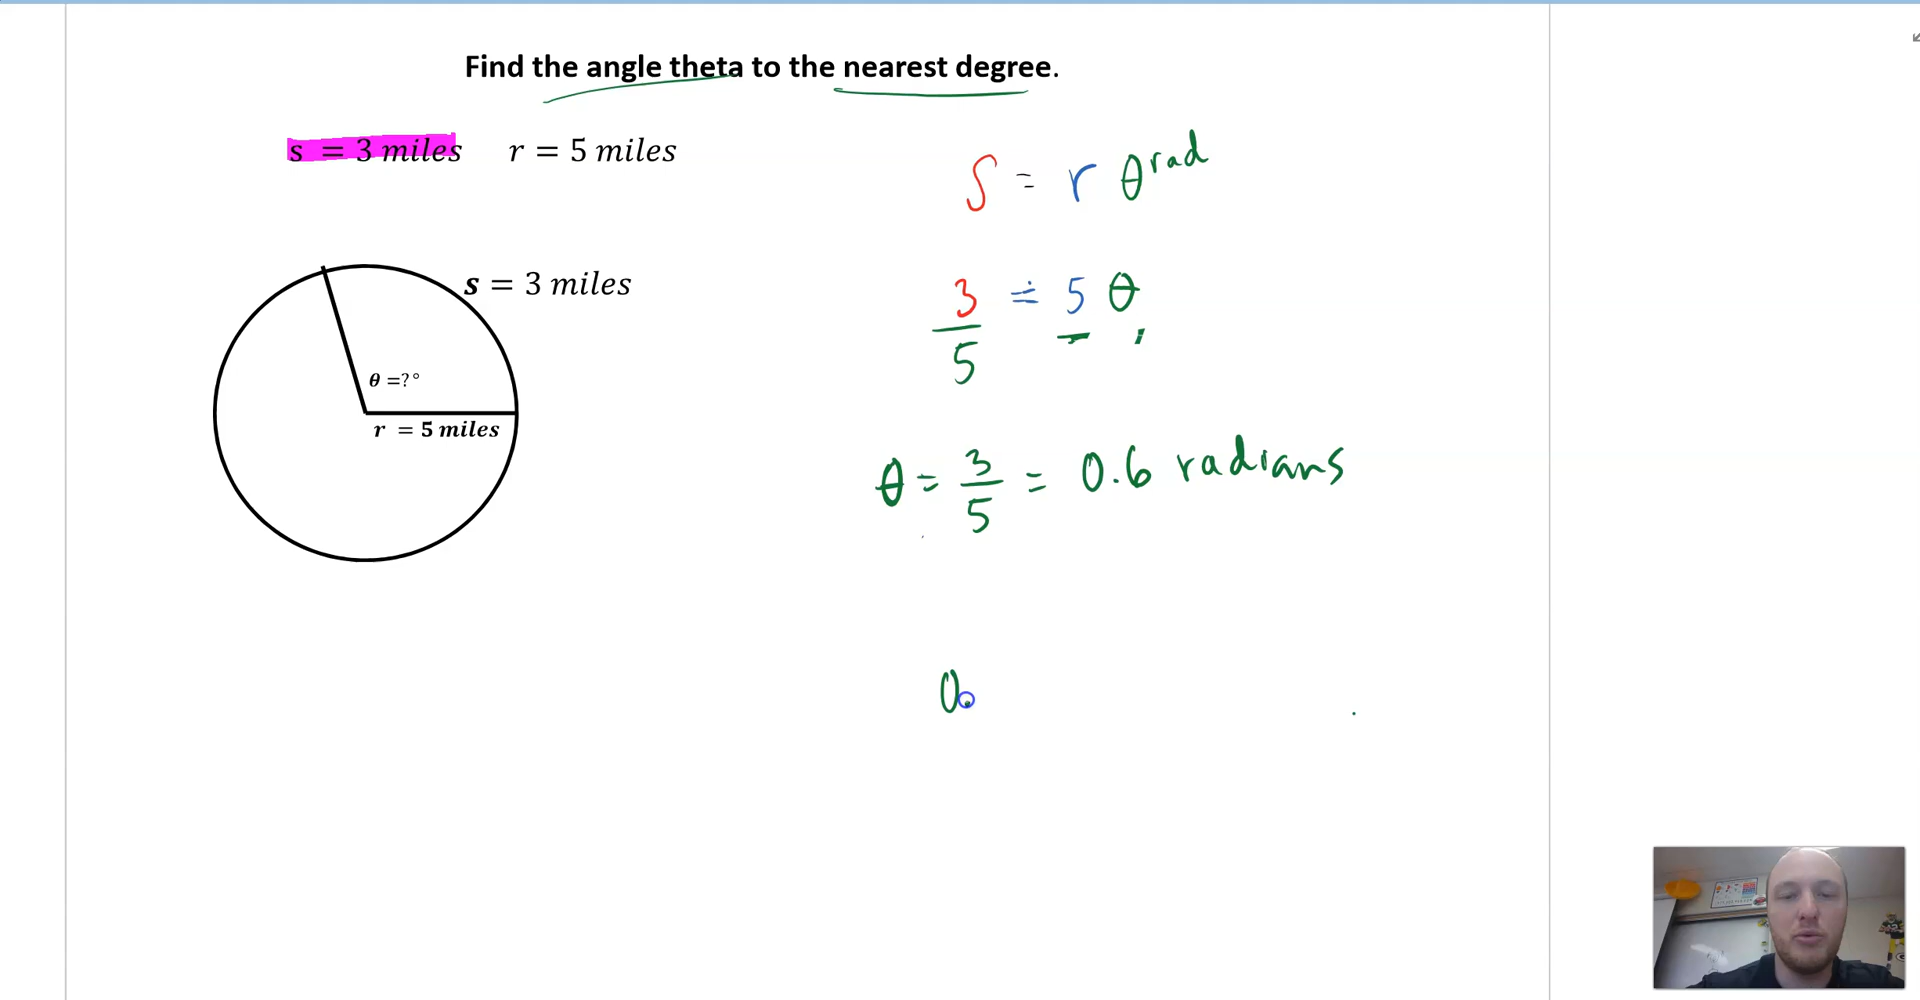 Find the angle theta to the nearest degree.
s = 3 miles r = 5 miles
S = r θ rad
s = 3 miles
3/5 = 5 θ
θ =?°
r = 5 miles
θ = 3/5 = 0.6 radians
0.